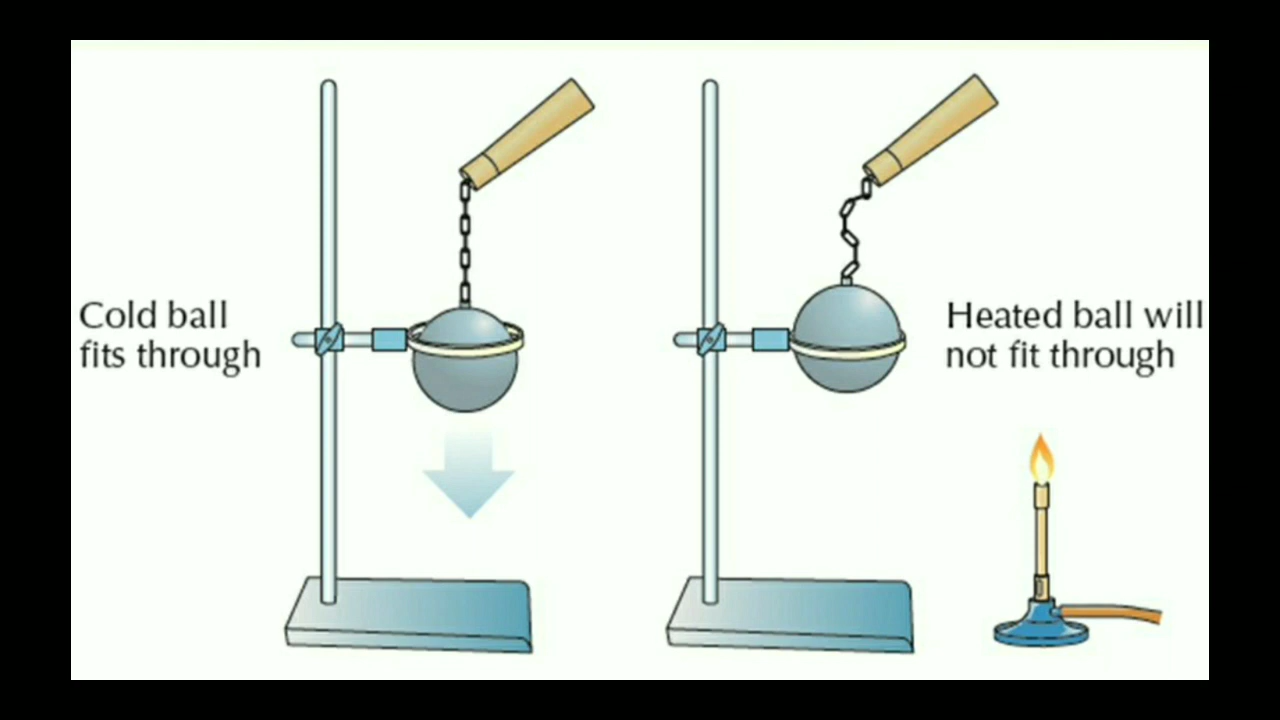 Cold ball
fits through
Heated ball will
not fit through